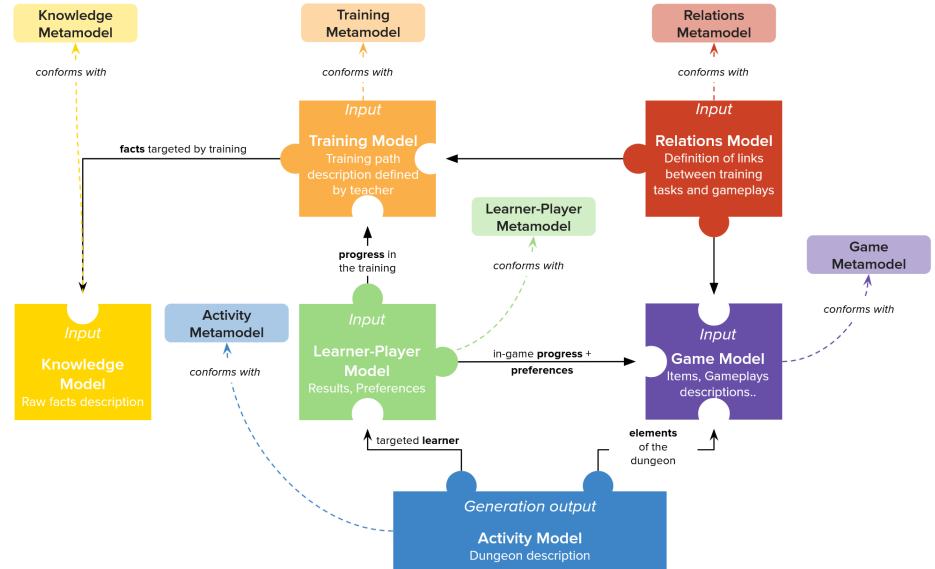 Knowledge
Metamodel
Training
Metamodel
Relations
Metamodel
conforms with
conforms with
conforms with
Input
Training Model
Training path
description defined
by teacher
Input
Relations Model
Definition of links
between training
tasks and gameplays
facts targeted by training
Learner-Player
Metamodel
progress in
the training
conforms with
Game
Metamodel
conforms with
Activity
Metamodel
conforms with
Input
Knowledge
Model
Raw facts description
Input
Learner-Player
Model
Results, Preferences
in-game progress +
preferences
Input
Game Model
Items, Gameplays
descriptions..
targeted learner
elements
of the
dungeon
Generation output
Activity Model
Dungeon description